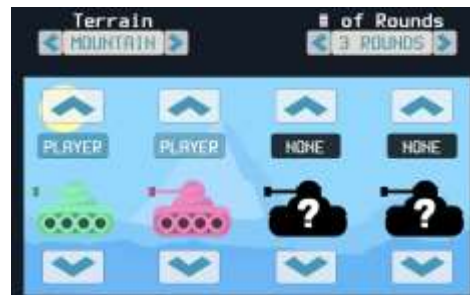 Terrain
# of Rounds
MOUNTAIN
3 ROUNDS
PLAYER
PLAYER
NONE
NONE
?
?